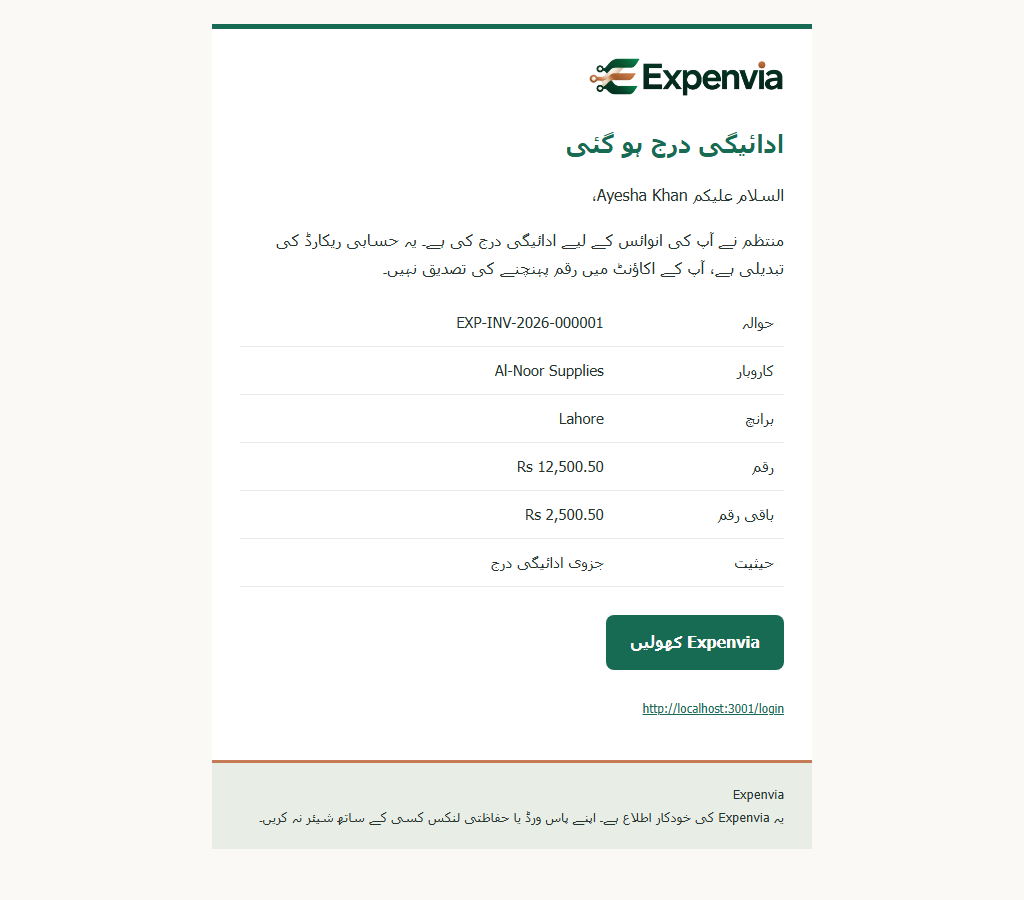 Expenvia
ادائیگی درج ہو گئی
السلام علیکم Ayesha Khan،
منتظم نے آپ کی انوائس کے لیے ادائیگی درج کی ہے۔ یہ حسابی ریکارڈ کی
تبدیلی ہے، آپ کے اکاؤنٹ میں رقم پہنچنے کی تصدیق نہیں۔
حوالہ EXP-INV-2026-000001
کاروبار Al-Noor Supplies
برانچ Lahore
رقم Rs 12,500.50
باقی رقم Rs 2,500.50
حیثیت جزوی ادائیگی درج
Expenvia کھولیں
http://localhost:3001/login
Expenvia
یہ Expenvia کی خودکار اطلاع ہے۔ اپنے پاس ورڈ یا حفاظتی لنکس کسی کے ساتھ شیئر نہ کریں۔